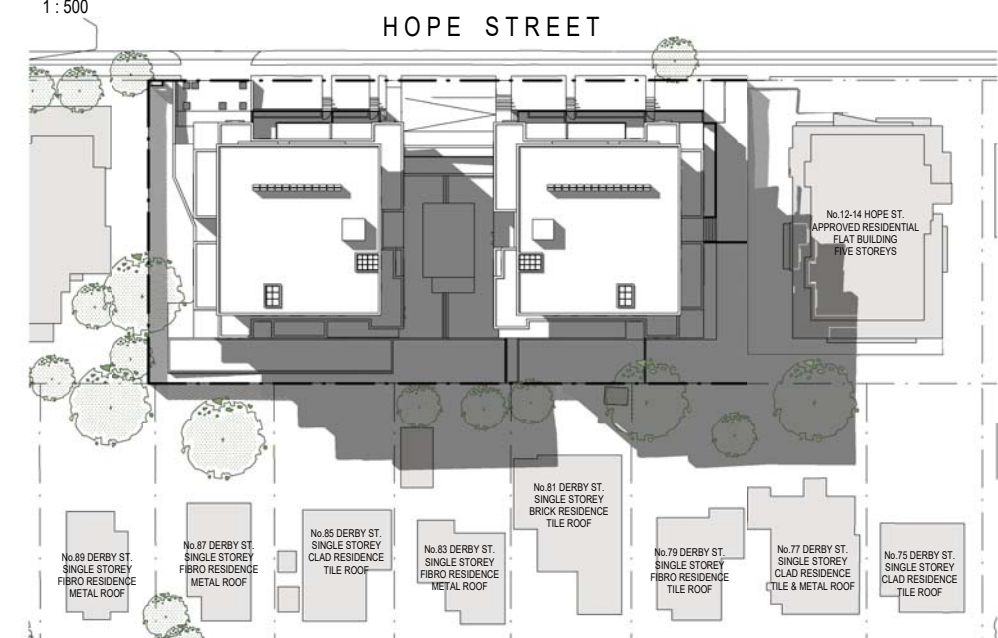 1 : 500
HOPE STREET
No.12-14 HOPE ST.
APPROVED RESIDENTIAL
FLAT BUILDING
FIVE STOREYS
No.89 DERBY ST.
SINGLE STOREY
FIBRO RESIDENCE
METAL ROOF
No.87 DERBY ST.
SINGLE STOREY
FIBRO RESIDENCE
METAL ROOF
No.85 DERBY ST.
SINGLE STOREY
CLAD RESIDENCE
TILE ROOF
No.83 DERBY ST.
SINGLE STOREY
FIBRO RESIDENCE
METAL ROOF
No.81 DERBY ST.
SINGLE STOREY
BRICK RESIDENCE
TILE ROOF
No.79 DERBY ST.
SINGLE STOREY
FIBRO RESIDENCE
TILE ROOF
No.77 DERBY ST.
SINGLE STOREY
CLAD RESIDENCE
TILE & METAL ROOF
No.75 DERBY ST.
SINGLE STOREY
CLAD RESIDENCE
TILE ROOF